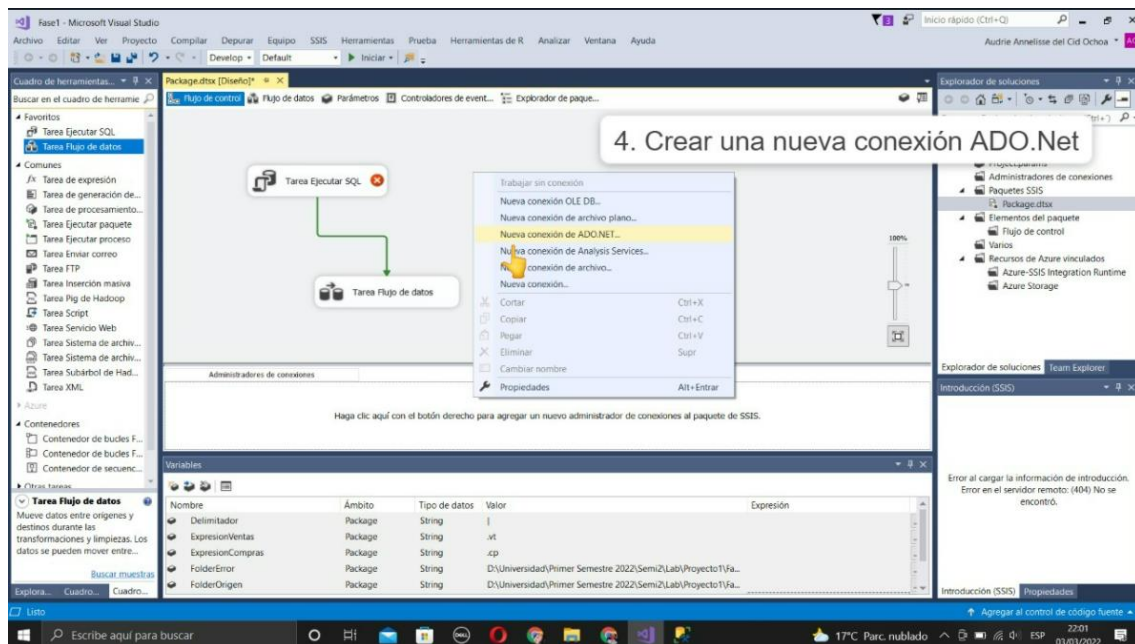 Fase1 - Microsoft Visual Studio
Inicio rápido (Ctrl+Q)
Archivo Editar Ver Proyecto Compilar Depurar Equipo SSIS Herramientas Prueba Herramientas de R Analizar Ventana Ayuda
Audrie Annelisse del Cid Ochoa
Develop Default Iniciar
Cuadro de herramientas...
Buscar en el cuadro de herramie
Favoritos
Tarea Ejecutar SQL
Tarea Flujo de datos
Comunes
Tarea de expresión
Tarea de generación de...
Tarea de procesamiento...
Tarea Ejecutar paquete
Tarea Ejecutar proceso
Tarea Enviar correo
Tarea FTP
Tarea Inserción masiva
Tarea Pig de Hadoop
Tarea Script
Tarea Servicio Web
Tarea Sistema de archiv...
Tarea Sistema de archiv...
Tarea Subárbol de Had...
Tarea XML
Azure
Contenedores
Contenedor de bucles F...
Contenedor de bucles F...
Contenedor de secuenc...
Otras tareas
Tarea Flujo de datos
Mueve datos entre orígenes y
destinos durante las
transformaciones y limpiezas. Los
datos se pueden mover entre...
Buscar muestras
Explora... Cuadro... Cuadro...
Package.dtsx [Diseño]*
Flujo de control Flujo de datos Parámetros Controladores de event... Explorador de paque...
4. Crear una nueva conexión ADO.Net
Tarea Ejecutar SQL
Tarea Flujo de datos
Trabajar sin conexión
Nueva conexión OLE DB...
Nueva conexión de archivo plano...
Nueva conexión de ADO.NET...
Nueva conexión de Analysis Services...
conexión de archivo...
Nueva conexión...
Cortar Ctrl+X
Copiar Ctrl+C
Pegar Ctrl+V
Eliminar Supr
Cambiar nombre
Propiedades Alt+Entrar
100%
Administradores de conexiones
Haga clic aquí con el botón derecho para agregar un nuevo administrador de conexiones al paquete de SSIS.
Variables
Nombre Ámbito Tipo de datos Valor Expresión
Delimitador Package String |
ExpresionVentas Package String .vt
ExpresionCompras Package String .cp
FolderError Package String D:\Universidad\Primer Semestre 2022\Semi2\Lab\Proyecto1\Fa...
FolderOrigen Package String D:\Universidad\Primer Semestre 2022\Semi2\Lab\Proyecto1\Fa...
Explorador de soluciones
Project.params
Administradores de conexiones
Paquetes SSIS
Package.dtsx
Elementos del paquete
Flujo de control
Varios
Recursos de Azure vinculados
Azure-SSIS Integration Runtime
Azure Storage
Explorador de soluciones Team Explorer
Introducción (SSIS)
Error al cargar la información de introducción.
Error en el servidor remoto: (404) No se
encontró.
Introducción (SSIS) Propiedades
Listo
Agregar al control de código fuente
Escribe aquí para buscar
17°C Parc. nublado
ESP
22:01
03/03/2022